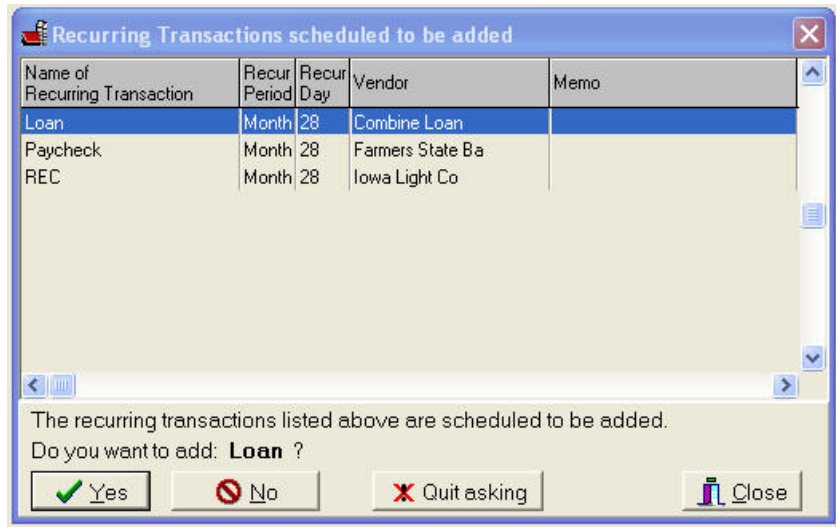 Recurring Transactions scheduled to be added
Name of Recurring Transaction Recur Period Recur Day Vendor Memo
Loan Month 28 Combine Loan
Paycheck Month 28 Farmers State Ba
REC Month 28 Iowa Light Co
The recurring transactions listed above are scheduled to be added.
Do you want to add: Loan ?
Yes No Quit asking Close